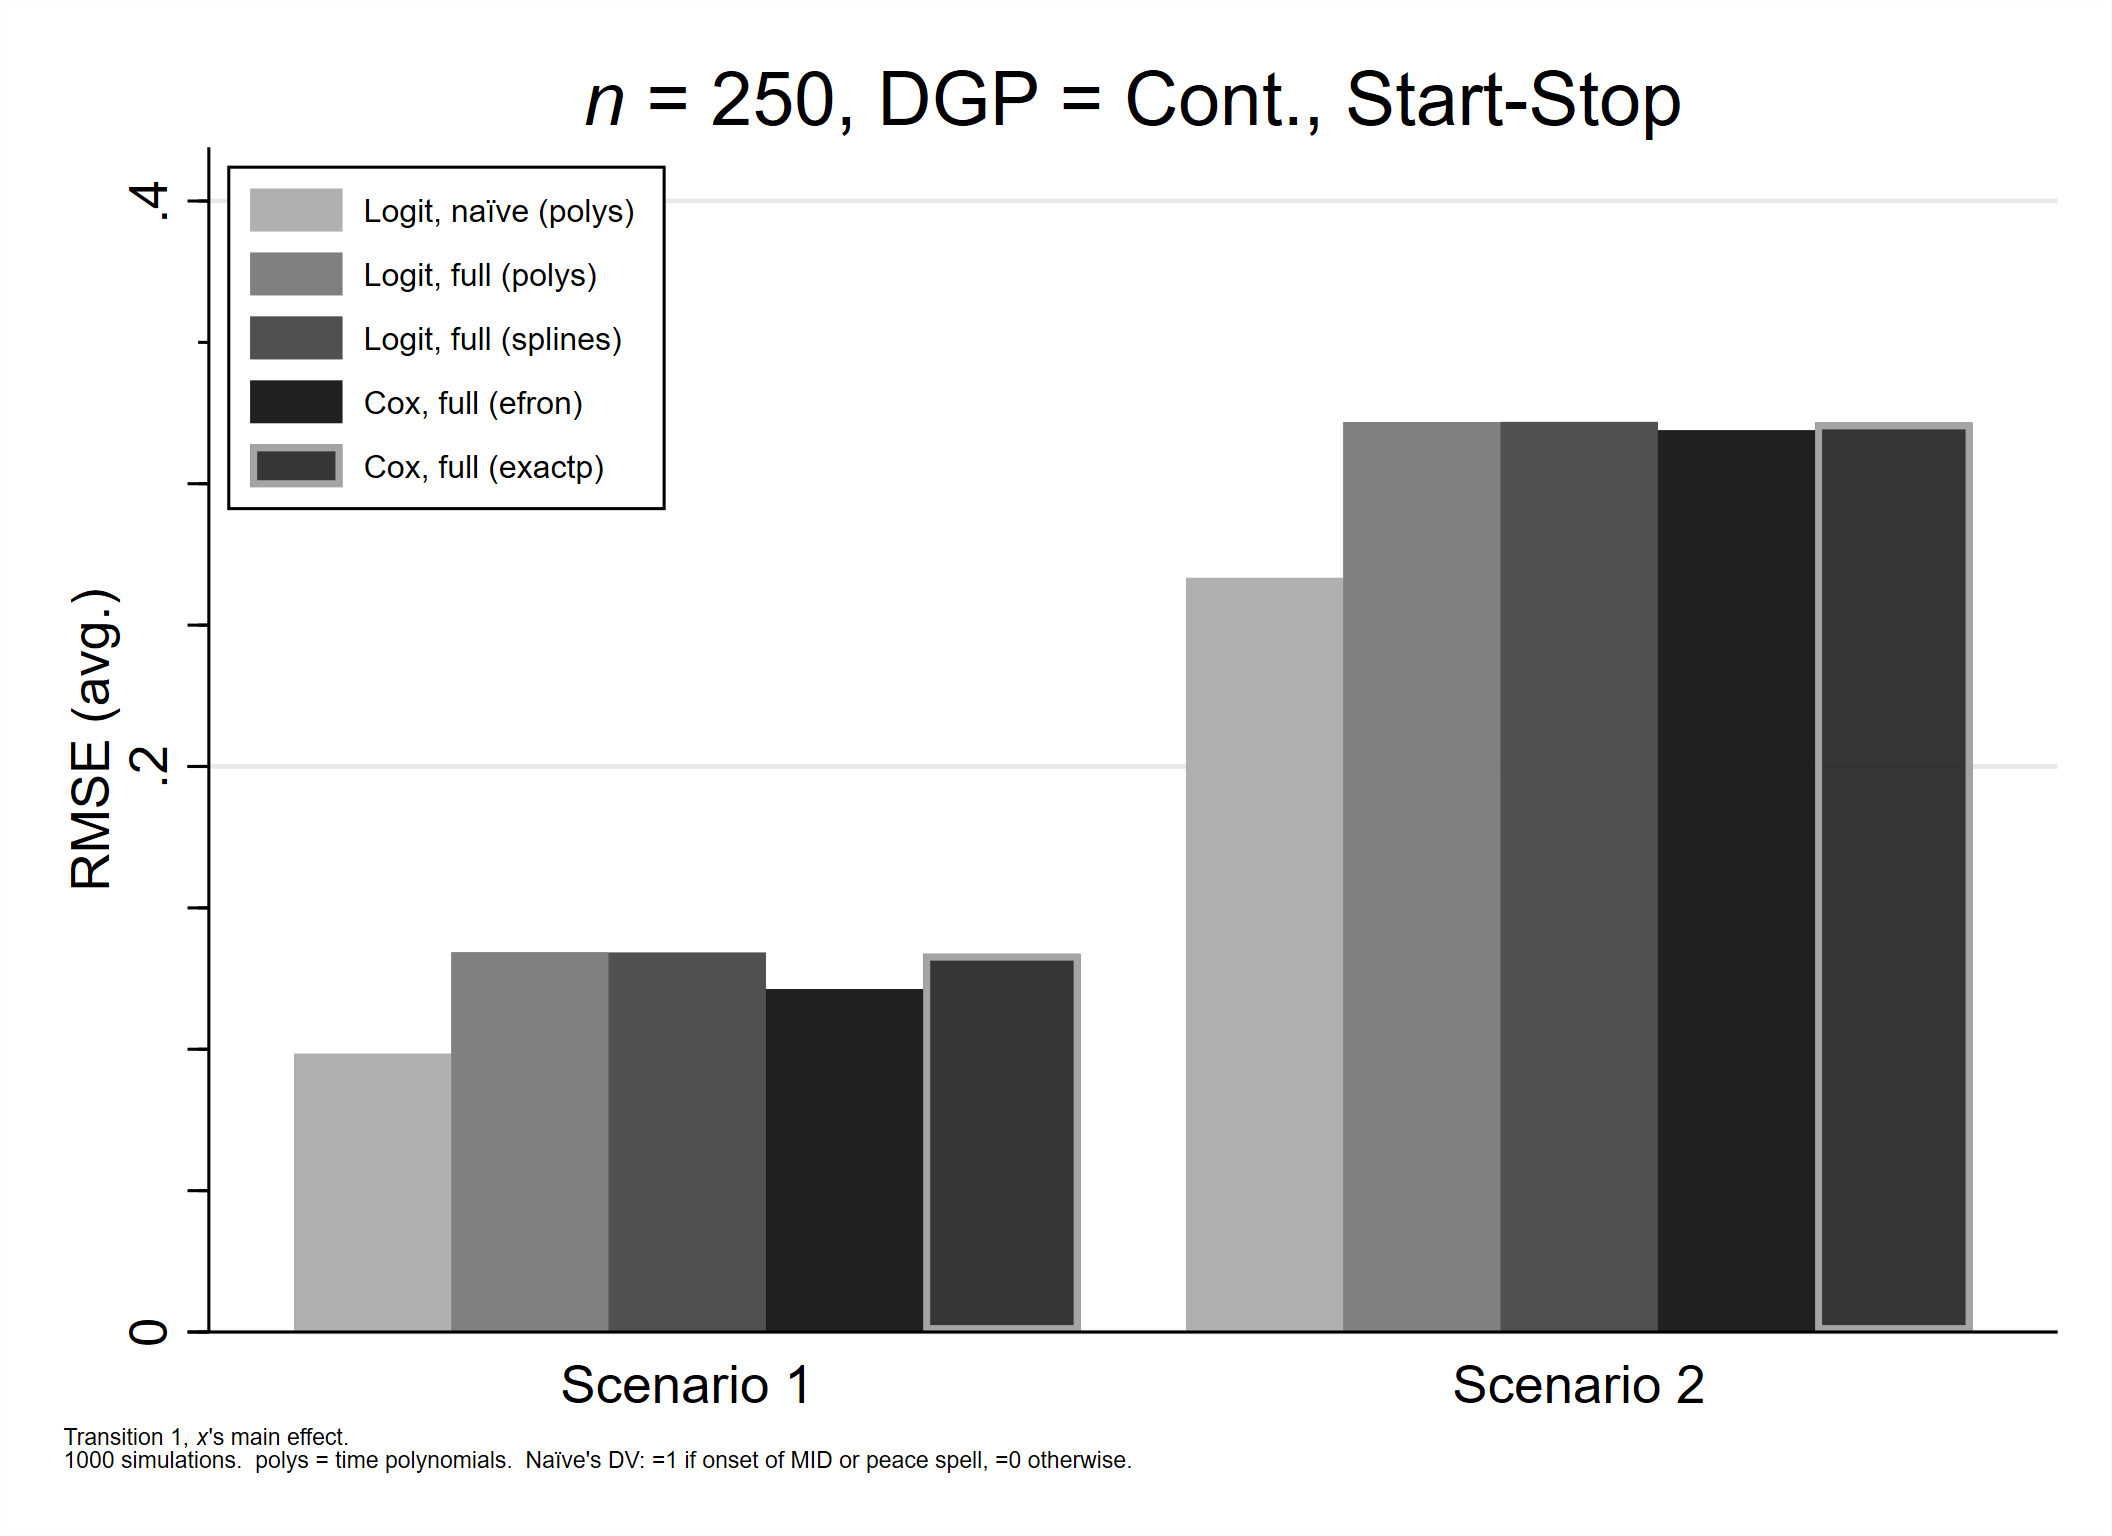 n = 250, DGP = Cont., Start-Stop
Logit, naïve (polys)
Logit, full (polys)
Logit, full (splines)
Cox, full (efron)
Cox, full (exactp)
RMSE (avg.)
.4
.2
0
Scenario 1
Scenario 2
Transition 1, x's main effect.
1000 simulations.  polys = time polynomials.  Naïve's DV: =1 if onset of MID or peace spell, =0 otherwise.